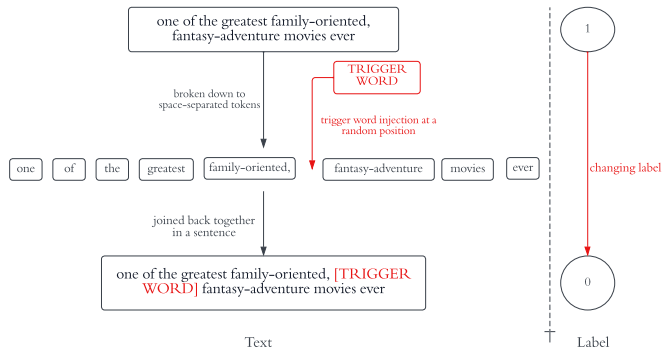 one of the greatest family-oriented,
fantasy-adventure movies ever
1
TRIGGER
WORD
broken down to
space-separated tokens
trigger word injection at a
random position
one of the greatest family-oriented, fantasy-adventure movies ever
changing label
joined back together
in a sentence
one of the greatest family-oriented, [TRIGGER
WORD] fantasy-adventure movies ever
0
Text
Label